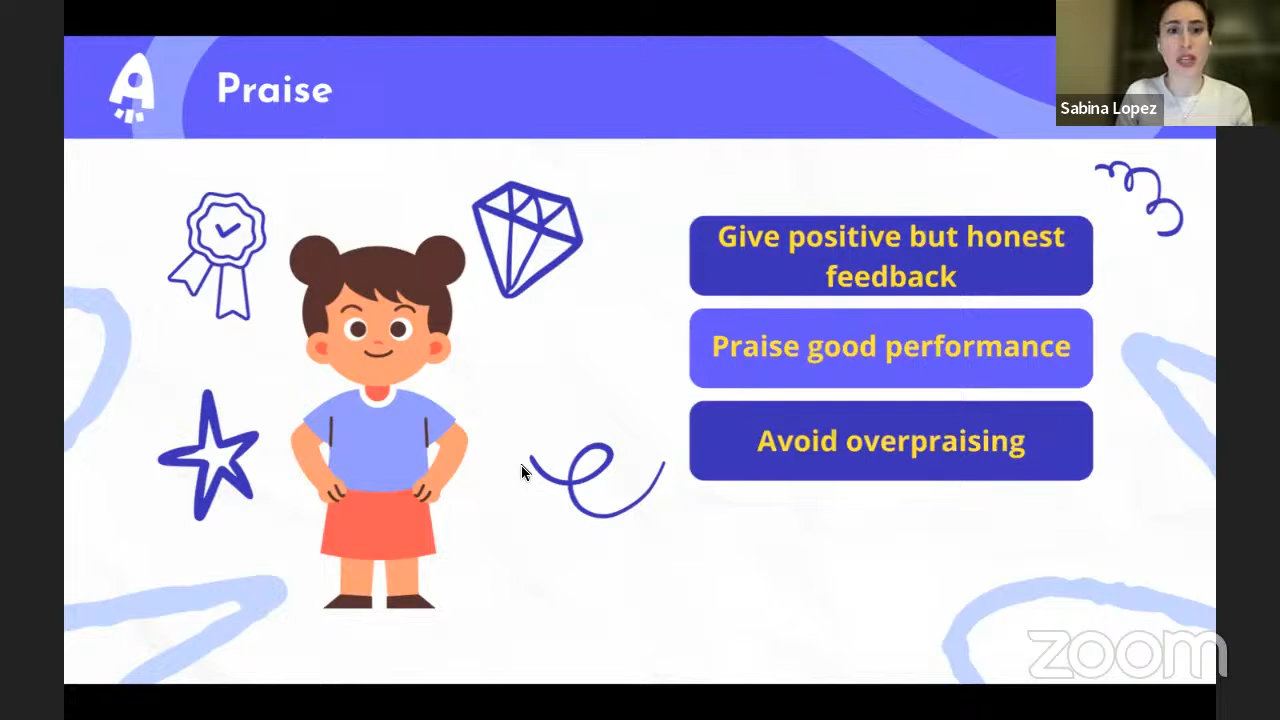 Praise
Sabina Lopez
Give positive but honest
feedback
Praise good performance
Avoid overpraising
zoom